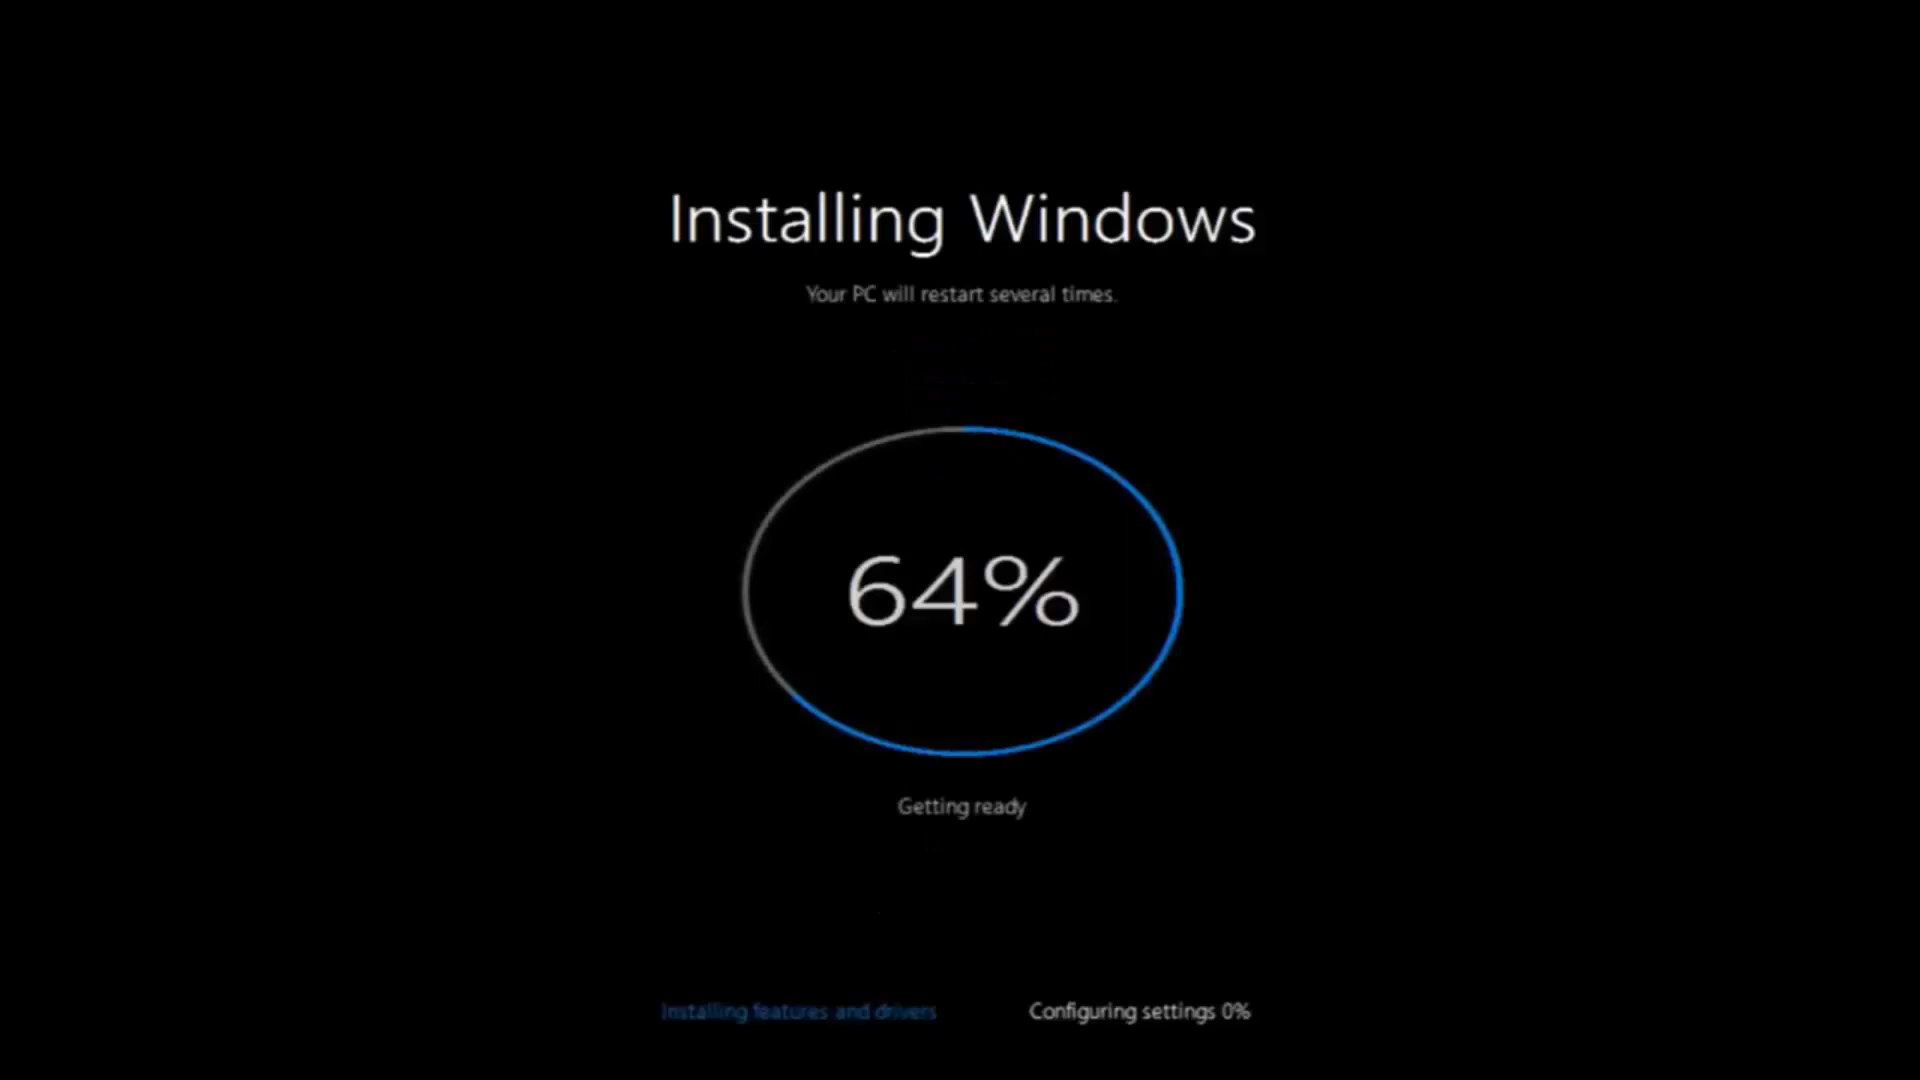 Installing Windows
Your PC will restart several times.
64%
Getting ready
Installing features and drivers
Configuring settings 0%